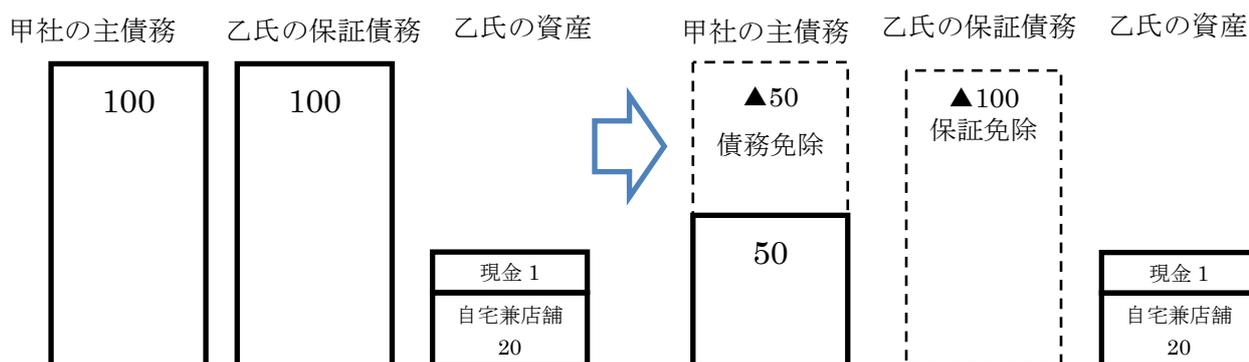 甲社の主債務
乙氏の保証債務
乙氏の資産
100
100
現金 1
自宅兼店舗
20
甲社の主債務
乙氏の保証債務
乙氏の資産
▲50
債務免除
50
▲100
保証免除
現金 1
自宅兼店舗
20